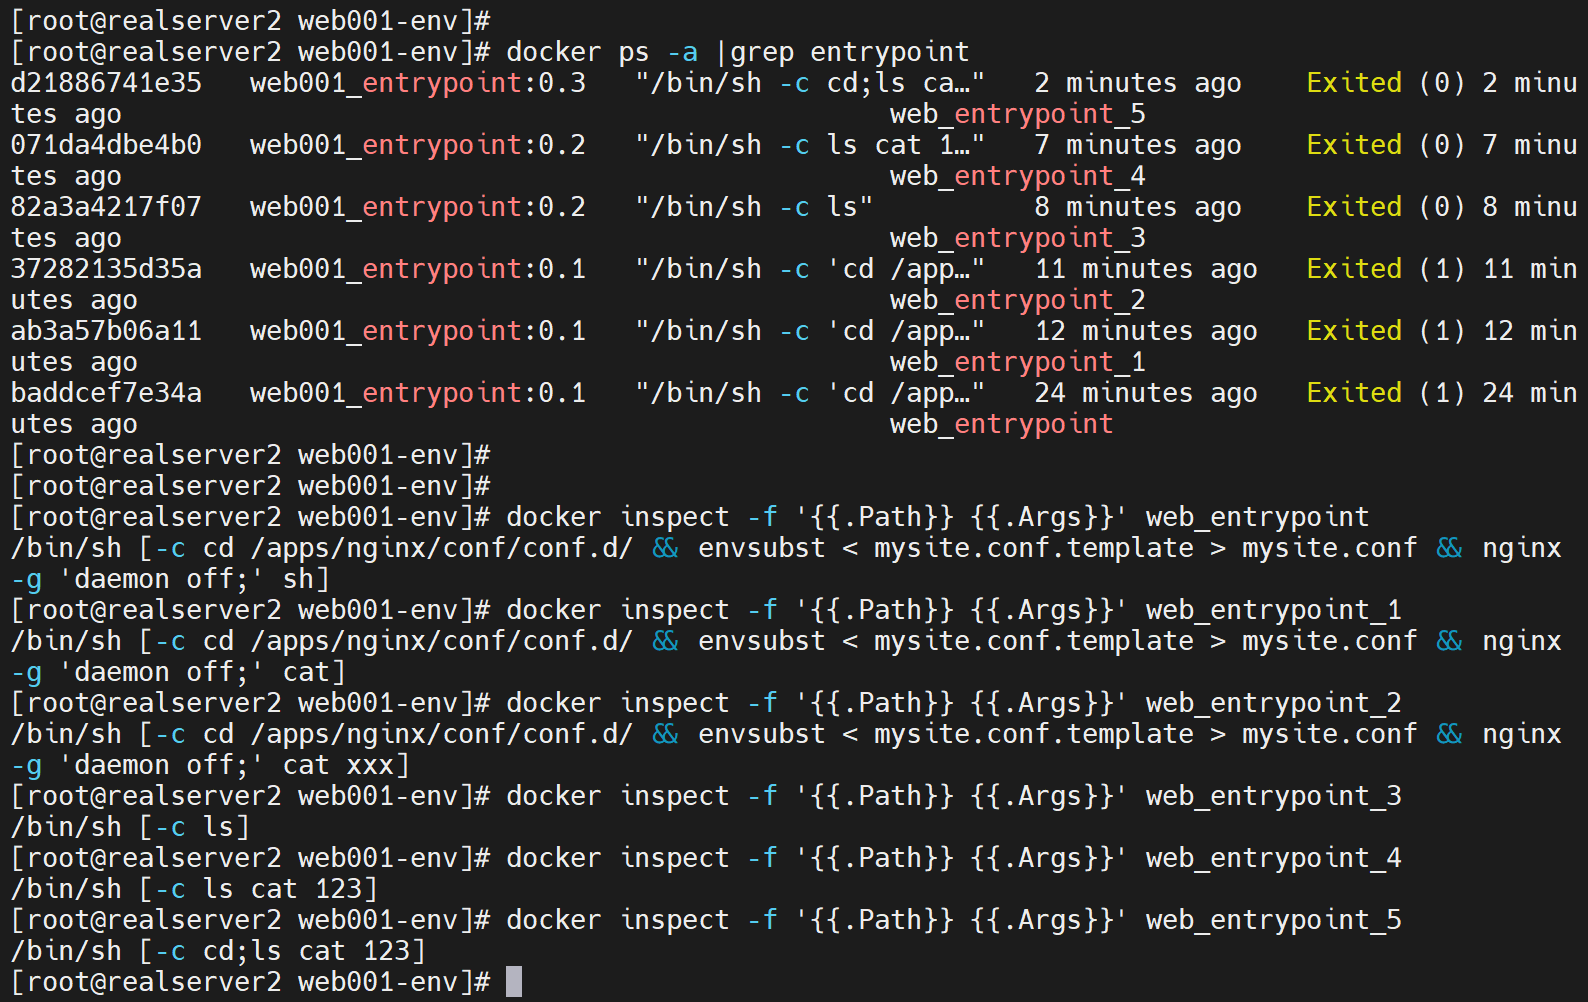 [root@realserver2 web001-env]#
[root@realserver2 web001-env]# docker ps -a |grep entrypoint
d21886741e35   web001_entrypoint:0.3   "/bin/sh -c cd;ls ca…"   2 minutes ago    Exited (0) 2 minu
tes ago                                                web_entrypoint_5
071da4dbe4b0   web001_entrypoint:0.2   "/bin/sh -c ls cat 1…"   7 minutes ago    Exited (0) 7 minu
tes ago                                                web_entrypoint_4
82a3a4217f07   web001_entrypoint:0.2   "/bin/sh -c ls"          8 minutes ago    Exited (0) 8 minu
tes ago                                                web_entrypoint_3
37282135d35a   web001_entrypoint:0.1   "/bin/sh -c 'cd /app…"   11 minutes ago   Exited (1) 11 min
utes ago                                               web_entrypoint_2
ab3a57b06a11   web001_entrypoint:0.1   "/bin/sh -c 'cd /app…"   12 minutes ago   Exited (1) 12 min
utes ago                                               web_entrypoint_1
baddcef7e34a   web001_entrypoint:0.1   "/bin/sh -c 'cd /app…"   24 minutes ago   Exited (1) 24 min
utes ago                                               web_entrypoint
[root@realserver2 web001-env]#
[root@realserver2 web001-env]#
[root@realserver2 web001-env]# docker inspect -f '{{.Path}} {{.Args}}' web_entrypoint
/bin/sh [-c cd /apps/nginx/conf/conf.d/ && envsubst < mysite.conf.template > mysite.conf && nginx
-g 'daemon off;' sh]
[root@realserver2 web001-env]# docker inspect -f '{{.Path}} {{.Args}}' web_entrypoint_1
/bin/sh [-c cd /apps/nginx/conf/conf.d/ && envsubst < mysite.conf.template > mysite.conf && nginx
-g 'daemon off;' cat]
[root@realserver2 web001-env]# docker inspect -f '{{.Path}} {{.Args}}' web_entrypoint_2
/bin/sh [-c cd /apps/nginx/conf/conf.d/ && envsubst < mysite.conf.template > mysite.conf && nginx
-g 'daemon off;' cat xxx]
[root@realserver2 web001-env]# docker inspect -f '{{.Path}} {{.Args}}' web_entrypoint_3
/bin/sh [-c ls]
[root@realserver2 web001-env]# docker inspect -f '{{.Path}} {{.Args}}' web_entrypoint_4
/bin/sh [-c ls cat 123]
[root@realserver2 web001-env]# docker inspect -f '{{.Path}} {{.Args}}' web_entrypoint_5
/bin/sh [-c cd;ls cat 123]
[root@realserver2 web001-env]#